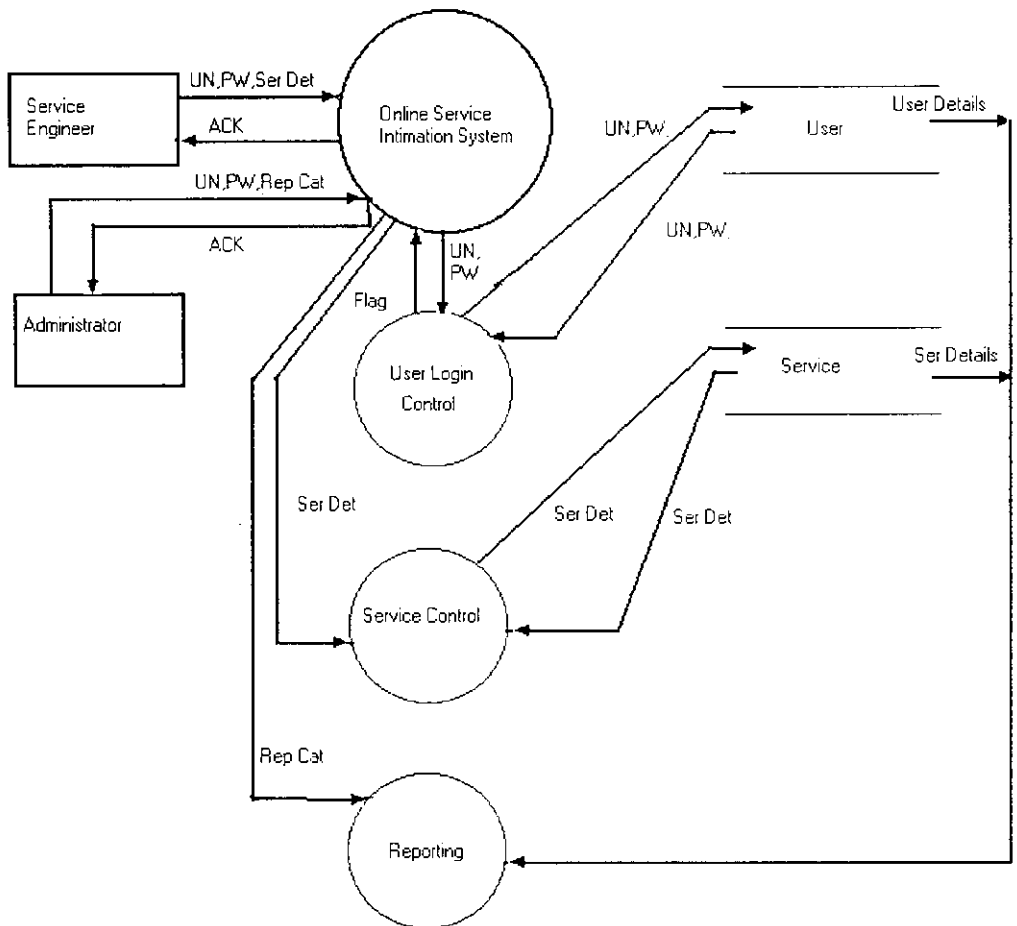 UN,PW,Ser Det
Service
Engineer
ACK
Online Service
Intimation System
User Details
UN,PW,
User
UN,PW,Rep Cat
ACK
UN,PW,
UN,
PW
Flag
Administrator
Ser Details
User Login
Control
Service
Ser Det
Ser Det
Ser Det
Service Control
Rep Cat
Reporting